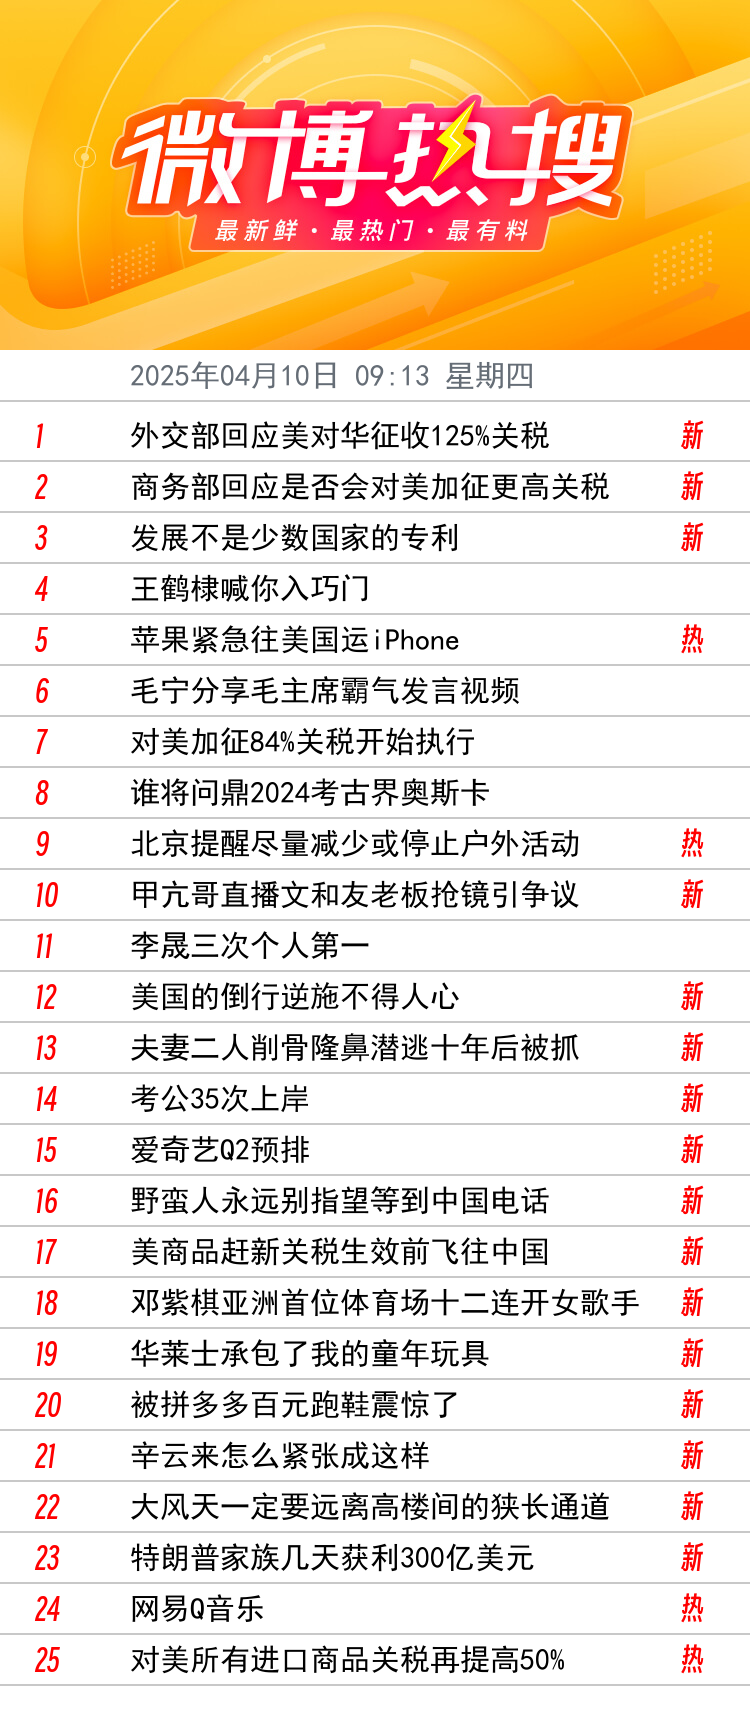 微博热搜
最新鲜·最热门·最有料
2025年04月10日 09:13 星期四
1 外交部回应美对华征收125%关税 新
2 商务部回应是否会对美加征更高关税 新
3 发展不是少数国家的专利 新
4 王鹤棣喊你入巧门
5 苹果紧急往美国运iPhone 热
6 毛宁分享毛主席霸气发言视频
7 对美加征84%关税开始执行
8 谁将问鼎2024考古界奥斯卡
9 北京提醒尽量减少或停止户外活动 热
10 甲亢哥直播文和友老板抢镜引争议 新
11 李晟三次个人第一
12 美国的倒行逆施不得人心 新
13 夫妻二人削骨隆鼻潜逃十年后被抓 新
14 考公35次上岸 新
15 爱奇艺Q2预排 新
16 野蛮人永远别指望等到中国电话 新
17 美商品赶新关税生效前飞往中国 新
18 邓紫棋亚洲首位体育场十二连开女歌手 新
19 华莱士承包了我的童年玩具 新
20 被拼多多百元跑鞋震惊了 新
21 辛云来怎么紧张成这样 新
22 大风天一定要远离高楼间的狭长通道 新
23 特朗普家族几天获利300亿美元 新
24 网易Q音乐 热
25 对美所有进口商品关税再提高50% 热